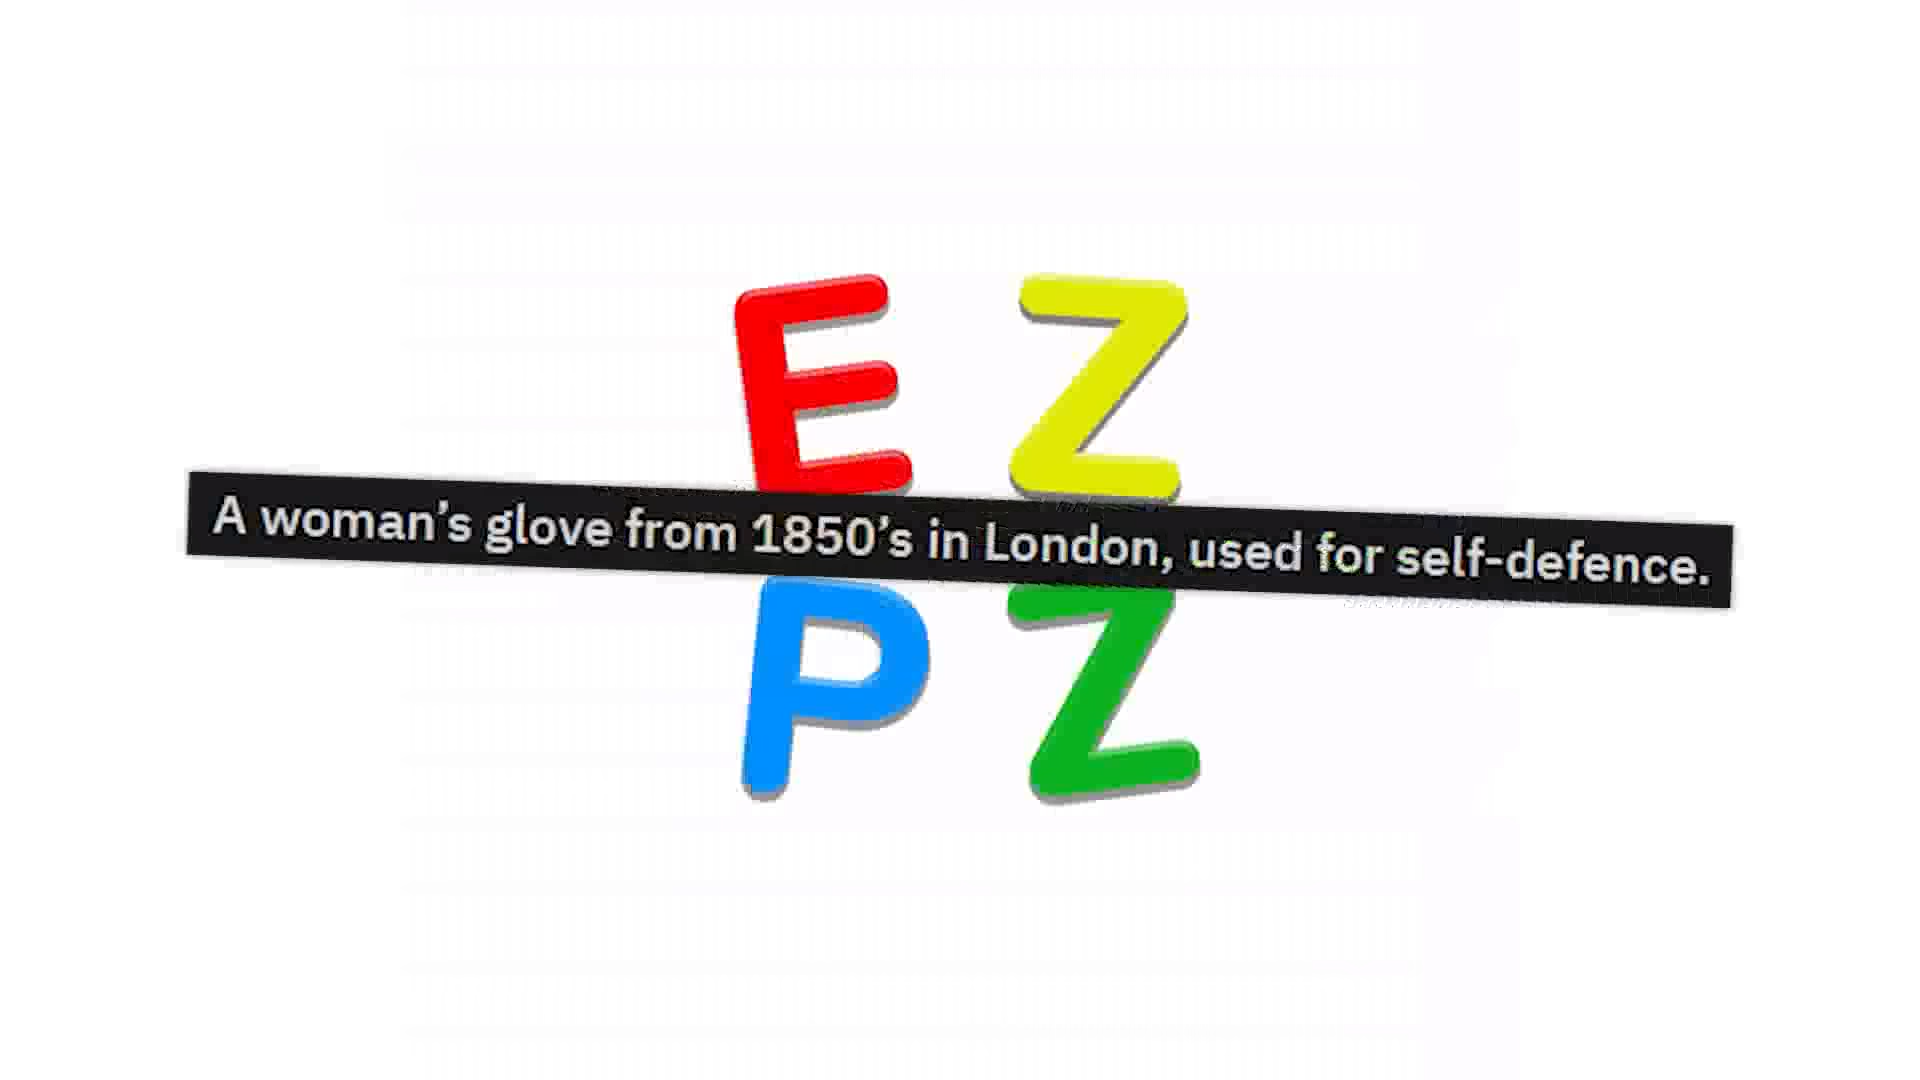 E Z
A woman’s glove from 1850’s in London, used for self-defence.
P Z